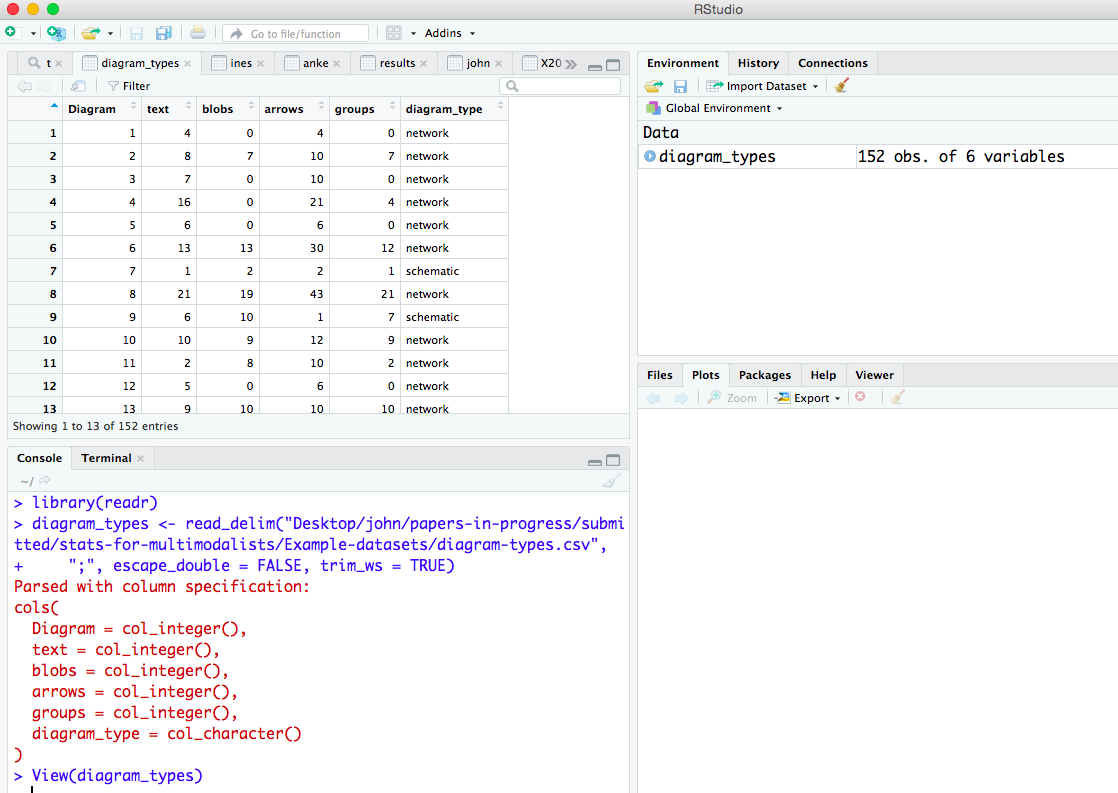 RStudio
Go to file/function
Addins
t diagram_types ines anke results john X20
Filter
Diagram text blobs arrows groups diagram_type
1 1 4 0 4 0 network
2 2 8 7 10 7 network
3 3 7 0 10 0 network
4 4 16 0 21 4 network
5 5 6 0 6 0 network
6 6 13 13 30 12 network
7 7 1 2 2 1 schematic
8 8 21 19 43 21 network
9 9 6 10 1 7 schematic
10 10 10 9 12 9 network
11 11 2 8 10 2 network
12 12 5 0 6 0 network
13 13 9 10 10 10 network
Showing 1 to 13 of 152 entries
Console Terminal
~/
> library(readr)
> diagram_types <- read_delim("Desktop/john/papers-in-progress/submi
tted/stats-for-multimodalists/Example-datasets/diagram-types.csv",
+     ";", escape_double = FALSE, trim_ws = TRUE)
Parsed with column specification:
cols(
  Diagram = col_integer(),
  text = col_integer(),
  blobs = col_integer(),
  arrows = col_integer(),
  groups = col_integer(),
  diagram_type = col_character()
)
> View(diagram_types)
Environment History Connections
Import Dataset
Global Environment
Data
diagram_types 152 obs. of 6 variables
Files Plots Packages Help Viewer
Zoom Export